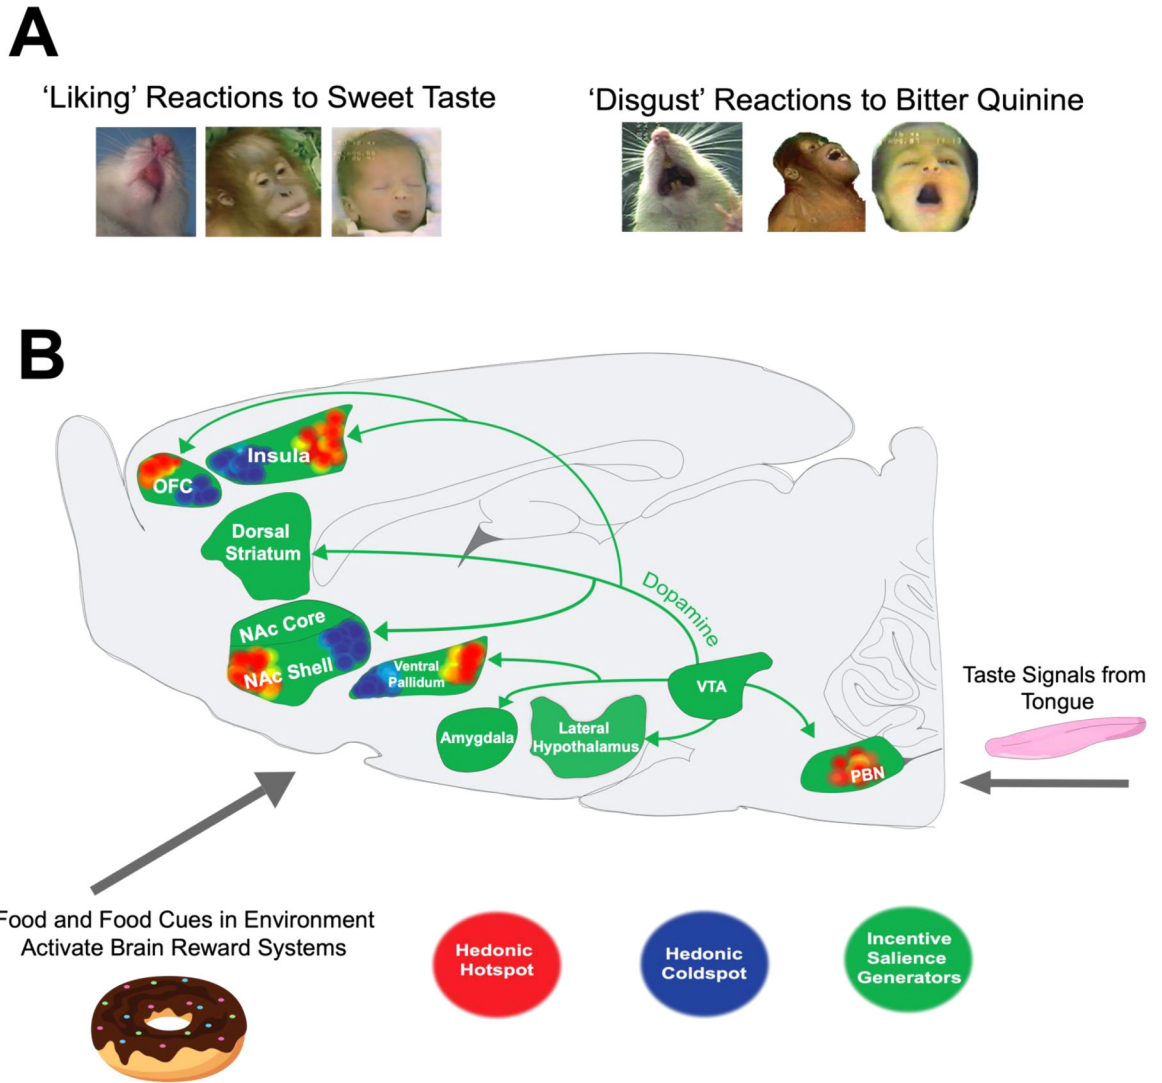 A
‘Liking’ Reactions to Sweet Taste
‘Disgust’ Reactions to Bitter Quinine
B
Insula
OFC
Dorsal
Striatum
NAc Core
NAc Shell
Ventral
Pallidum
Amygdala
Lateral
Hypothalamus
Dopamine
VTA
PBN
Taste Signals from
Tongue
Food and Food Cues in Environment
Activate Brain Reward Systems
Hedonic
Hotspot
Hedonic
Coldspot
Incentive
Salience
Generators